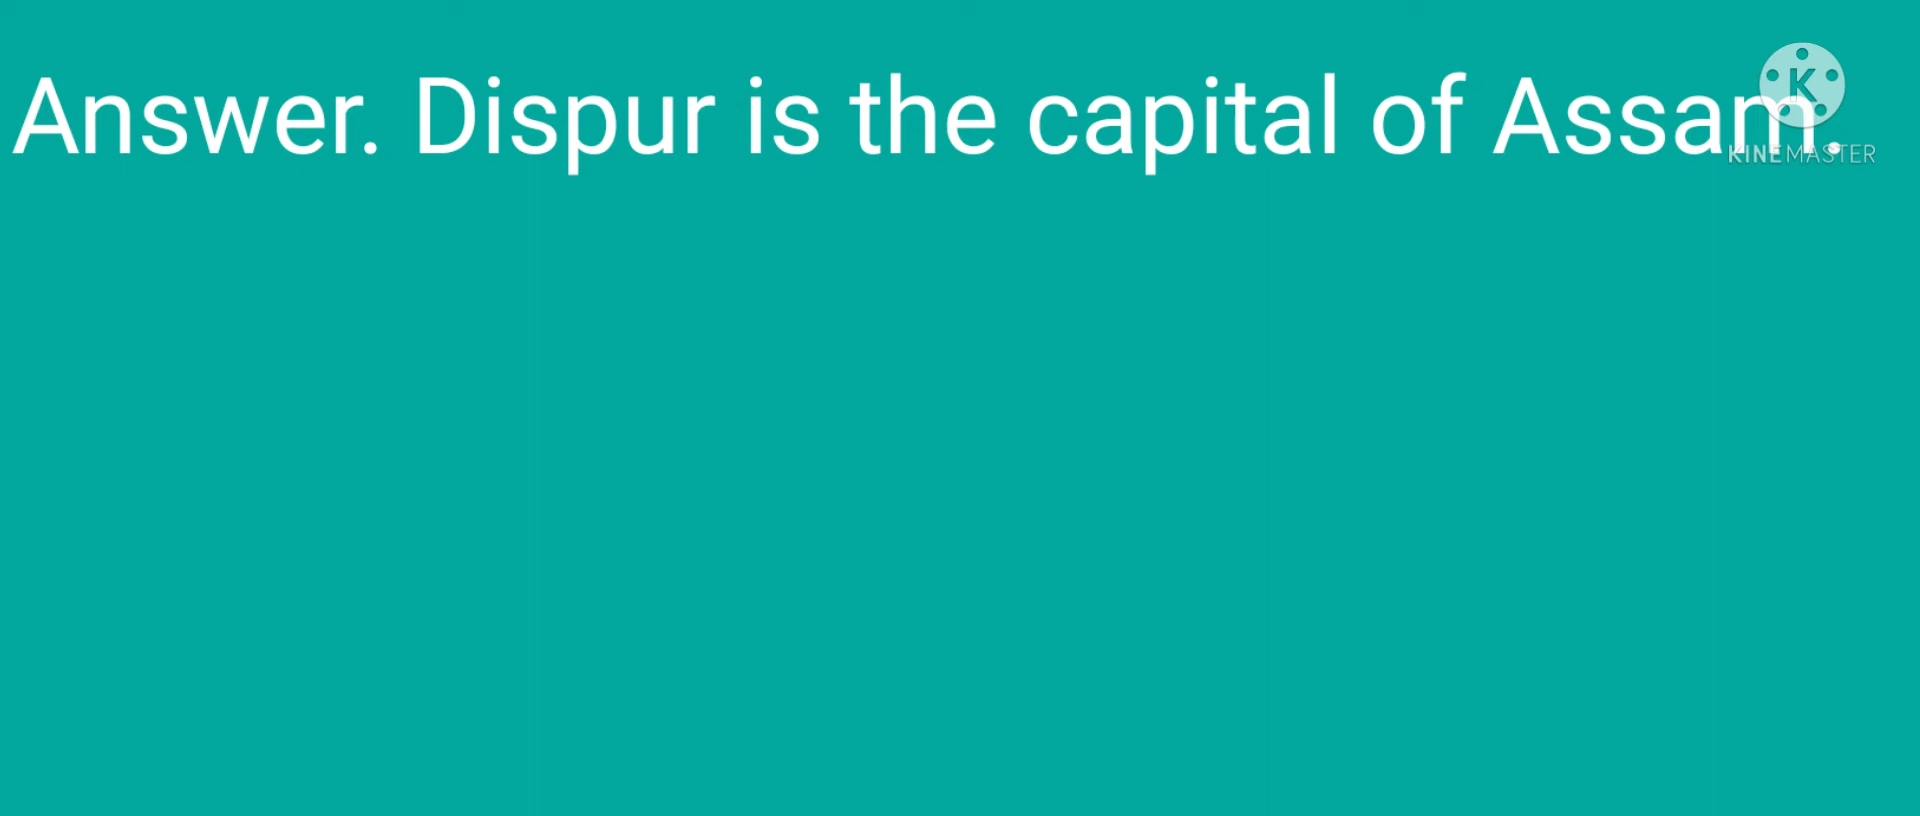 Answer. Dispur is the capital of Assam.
K
KINEMASTER